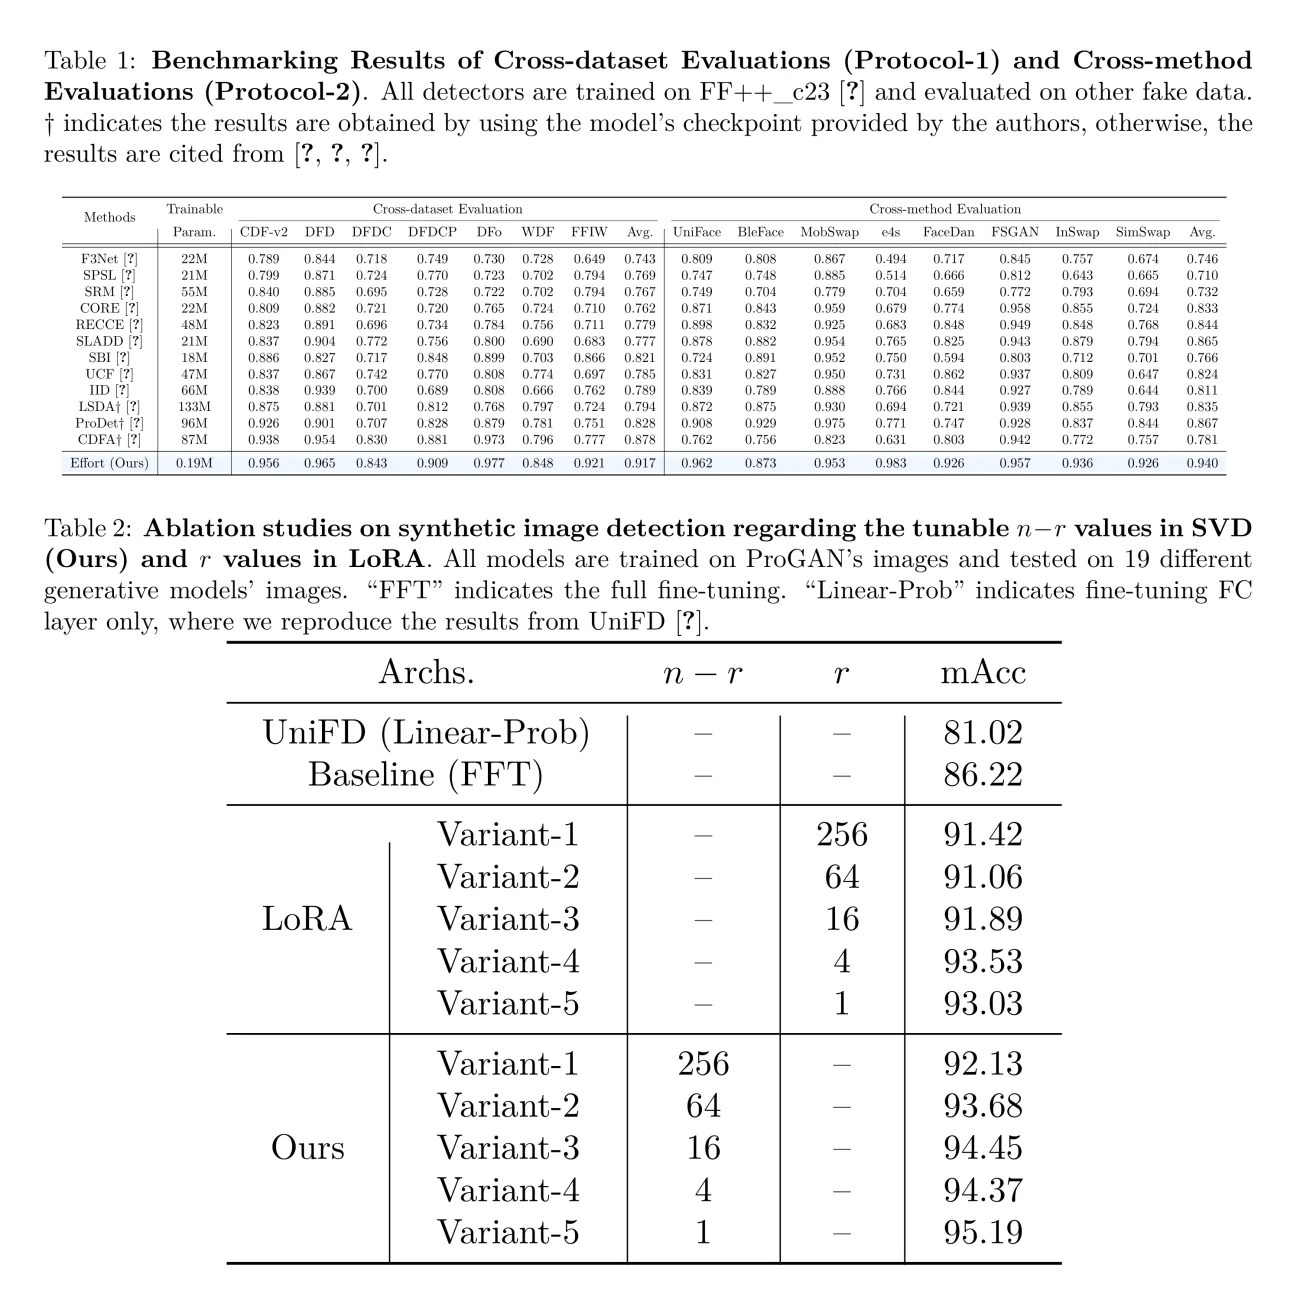 Table 1: Benchmarking Results of Cross-dataset Evaluations (Protocol-1) and Cross-method
Evaluations (Protocol-2). All detectors are trained on FF++_c23 [?] and evaluated on other fake data.
† indicates the results are obtained by using the model's checkpoint provided by the authors, otherwise, the
results are cited from [?, ?, ?].
Methods Trainable Cross-dataset Evaluation Cross-method Evaluation
Param. CDF-v2 DFD DFDC DFDCP DFo WDF FFIW Avg. UniFace BleFace MobSwap e4s FaceDan FSGAN InSwap SimSwap Avg.
F3Net [?] 22M 0.789 0.844 0.718 0.749 0.730 0.728 0.649 0.743 0.809 0.808 0.867 0.494 0.717 0.845 0.757 0.674 0.746
SPSL [?] 21M 0.799 0.871 0.724 0.770 0.723 0.702 0.794 0.769 0.747 0.748 0.885 0.514 0.666 0.812 0.643 0.665 0.710
SRM [?] 55M 0.840 0.885 0.695 0.728 0.722 0.702 0.794 0.767 0.749 0.704 0.779 0.704 0.659 0.772 0.793 0.694 0.732
CORE [?] 22M 0.809 0.882 0.721 0.720 0.765 0.724 0.710 0.762 0.871 0.843 0.959 0.679 0.774 0.958 0.855 0.724 0.833
RECCE [?] 48M 0.823 0.891 0.696 0.734 0.784 0.756 0.711 0.779 0.898 0.832 0.925 0.683 0.848 0.949 0.848 0.768 0.844
SLADD [?] 21M 0.837 0.904 0.772 0.756 0.800 0.690 0.683 0.777 0.878 0.882 0.954 0.765 0.825 0.943 0.879 0.794 0.865
SBI [?] 18M 0.886 0.827 0.717 0.848 0.899 0.703 0.866 0.821 0.724 0.891 0.952 0.750 0.594 0.803 0.712 0.701 0.766
UCF [?] 47M 0.837 0.867 0.742 0.770 0.808 0.774 0.697 0.785 0.831 0.827 0.950 0.731 0.862 0.937 0.809 0.647 0.824
IID [?] 66M 0.838 0.939 0.700 0.689 0.808 0.666 0.762 0.789 0.839 0.789 0.888 0.766 0.844 0.927 0.789 0.644 0.811
LSDA† [?] 133M 0.875 0.881 0.701 0.812 0.768 0.797 0.724 0.794 0.872 0.875 0.930 0.694 0.721 0.939 0.855 0.793 0.835
ProDet† [?] 96M 0.926 0.901 0.707 0.828 0.879 0.781 0.751 0.828 0.908 0.929 0.975 0.771 0.747 0.928 0.837 0.844 0.867
CDFA† [?] 87M 0.938 0.954 0.830 0.881 0.973 0.796 0.777 0.878 0.762 0.756 0.823 0.631 0.803 0.942 0.772 0.757 0.781
Effort (Ours) 0.19M 0.956 0.965 0.843 0.909 0.977 0.848 0.921 0.917 0.962 0.873 0.953 0.983 0.926 0.957 0.936 0.926 0.940
Table 2: Ablation studies on synthetic image detection regarding the tunable n−r values in SVD
(Ours) and r values in LoRA. All models are trained on ProGAN's images and tested on 19 different
generative models' images. “FFT” indicates the full fine-tuning. “Linear-Prob” indicates fine-tuning FC
layer only, where we reproduce the results from UniFD [?].
Archs. n − r r mAcc
UniFD (Linear-Prob) – – 81.02
Baseline (FFT) – – 86.22
Variant-1 – 256 91.42
Variant-2 – 64 91.06
LoRA Variant-3 – 16 91.89
Variant-4 – 4 93.53
Variant-5 – 1 93.03
Variant-1 256 – 92.13
Variant-2 64 – 93.68
Ours Variant-3 16 – 94.45
Variant-4 4 – 94.37
Variant-5 1 – 95.19